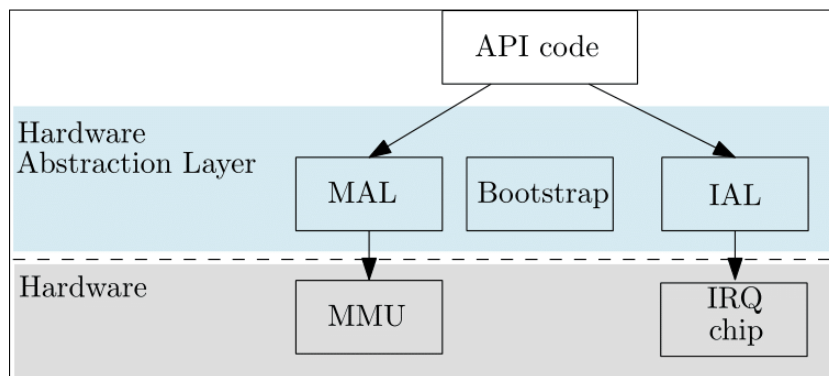 API code
Hardware
Abstraction Layer
MAL
Bootstrap
IAL
Hardware
MMU
IRQ
chip